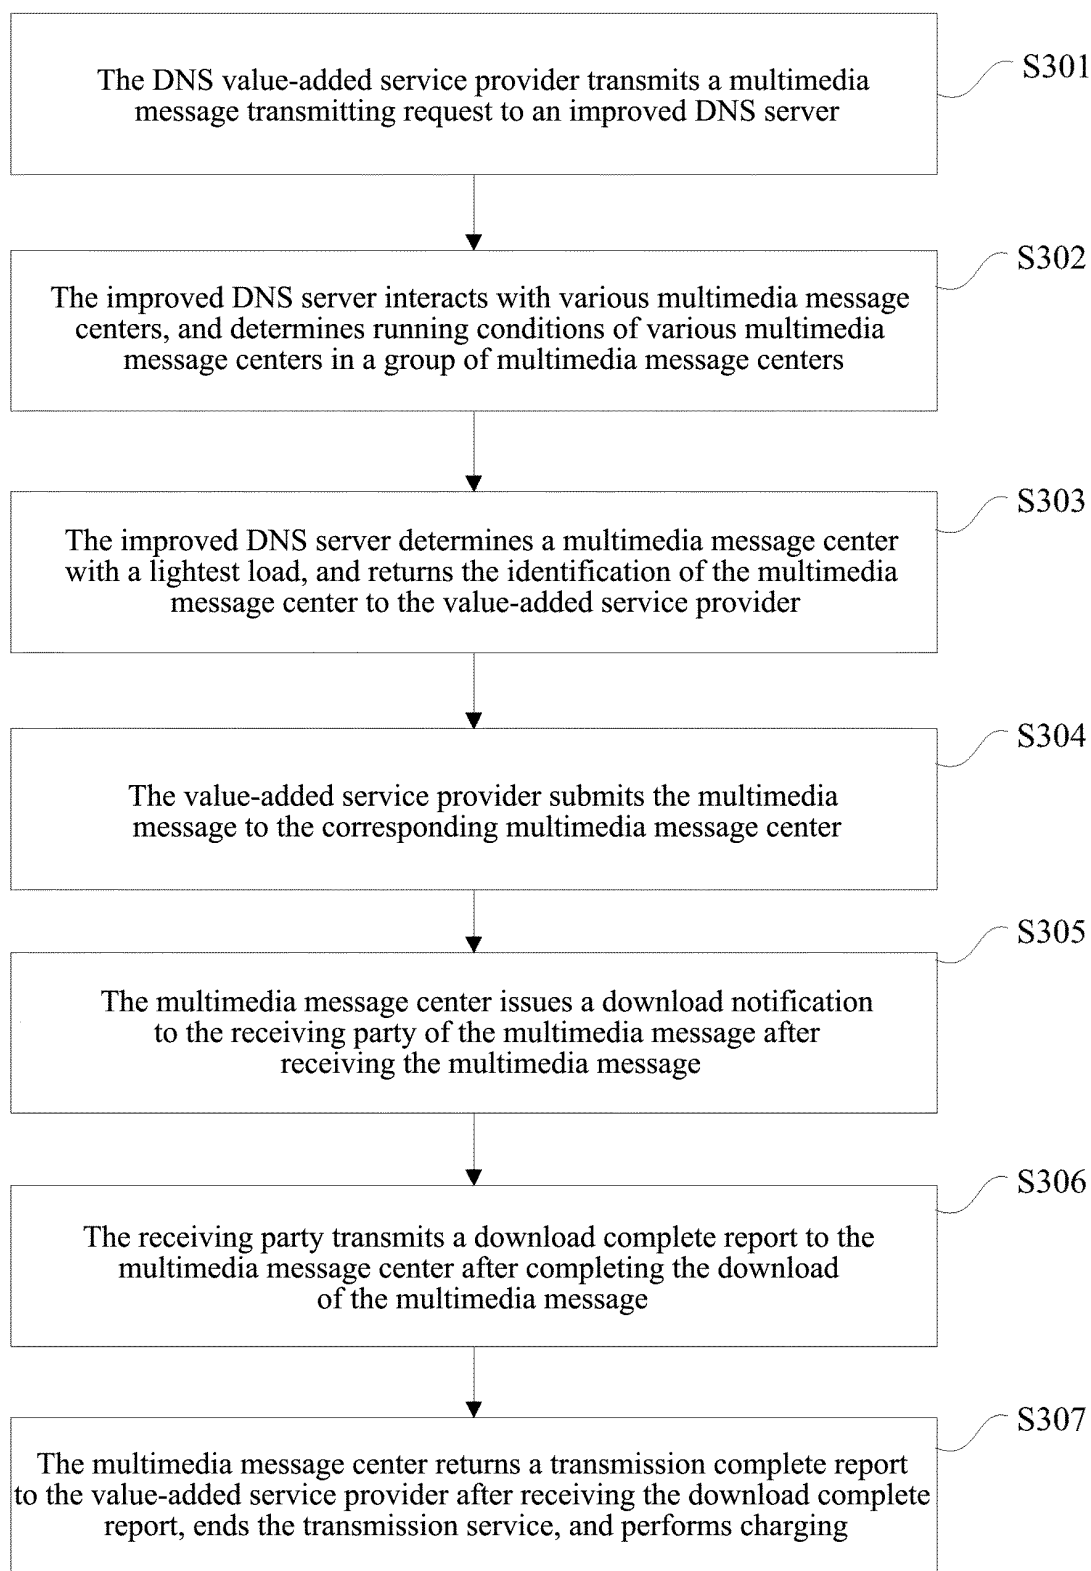 The DNS value-added service provider transmits a multimedia
message transmitting request to an improved DNS server
S301
The improved DNS server interacts with various multimedia message
centers, and determines running conditions of various multimedia
message centers in a group of multimedia message centers
S302
The improved DNS server determines a multimedia message center
with a lightest load, and returns the identification of the multimedia
message center to the value-added service provider
S303
The value-added service provider submits the multimedia
message to the corresponding multimedia message center
S304
The multimedia message center issues a download notification
to the receiving party of the multimedia message after
receiving the multimedia message
S305
The receiving party transmits a download complete report to the
multimedia message center after completing the download
of the multimedia message
S306
The multimedia message center returns a transmission complete report
to the value-added service provider after receiving the download complete
report, ends the transmission service, and performs charging
S307